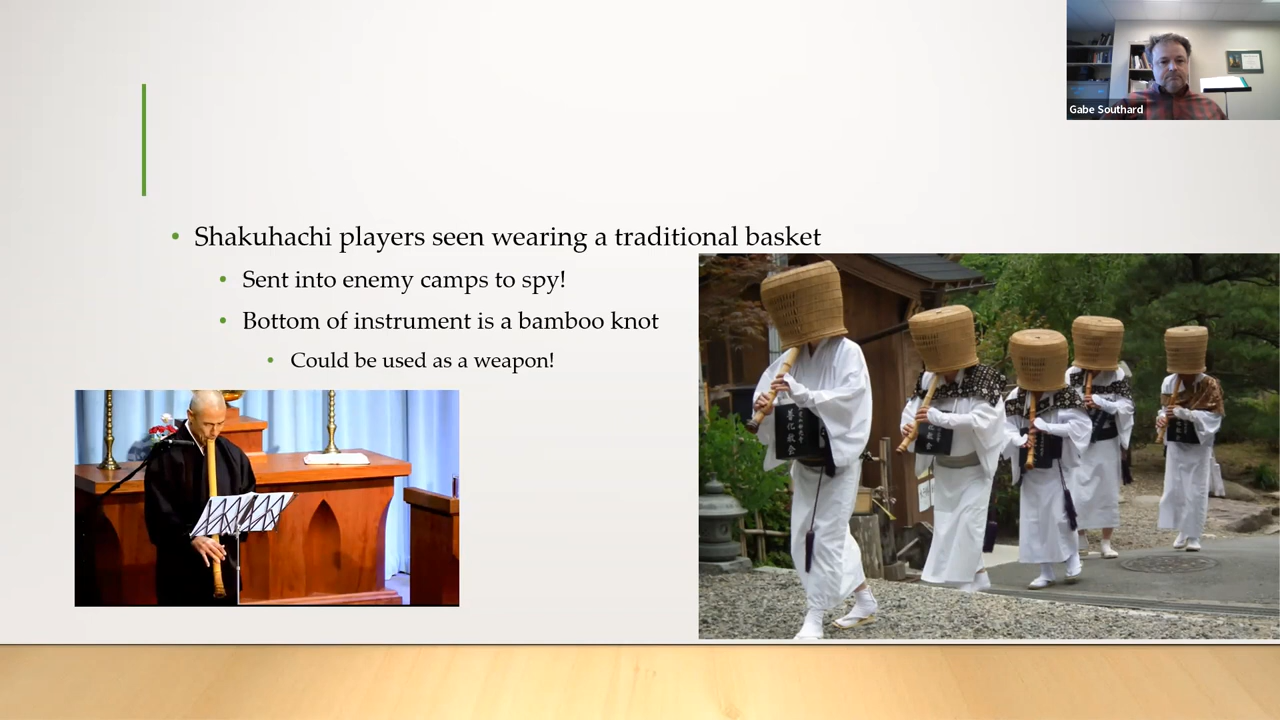 Gabe Southard
Shakuhachi players seen wearing a traditional basket
Sent into enemy camps to spy!
Bottom of instrument is a bamboo knot
Could be used as a weapon!